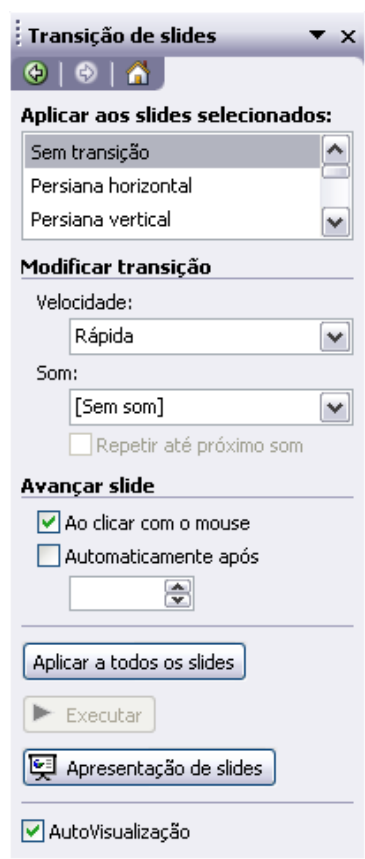 Transição de slides
Aplicar aos slides selecionados:
Sem transição
Persiana horizontal
Persiana vertical
Modificar transição
Velocidade:
Rápida
Som:
[Sem som]
Repetir até próximo som
Avançar slide
Ao clicar com o mouse
Automaticamente após
Aplicar a todos os slides
Executar
Apresentação de slides
AutoVisualização